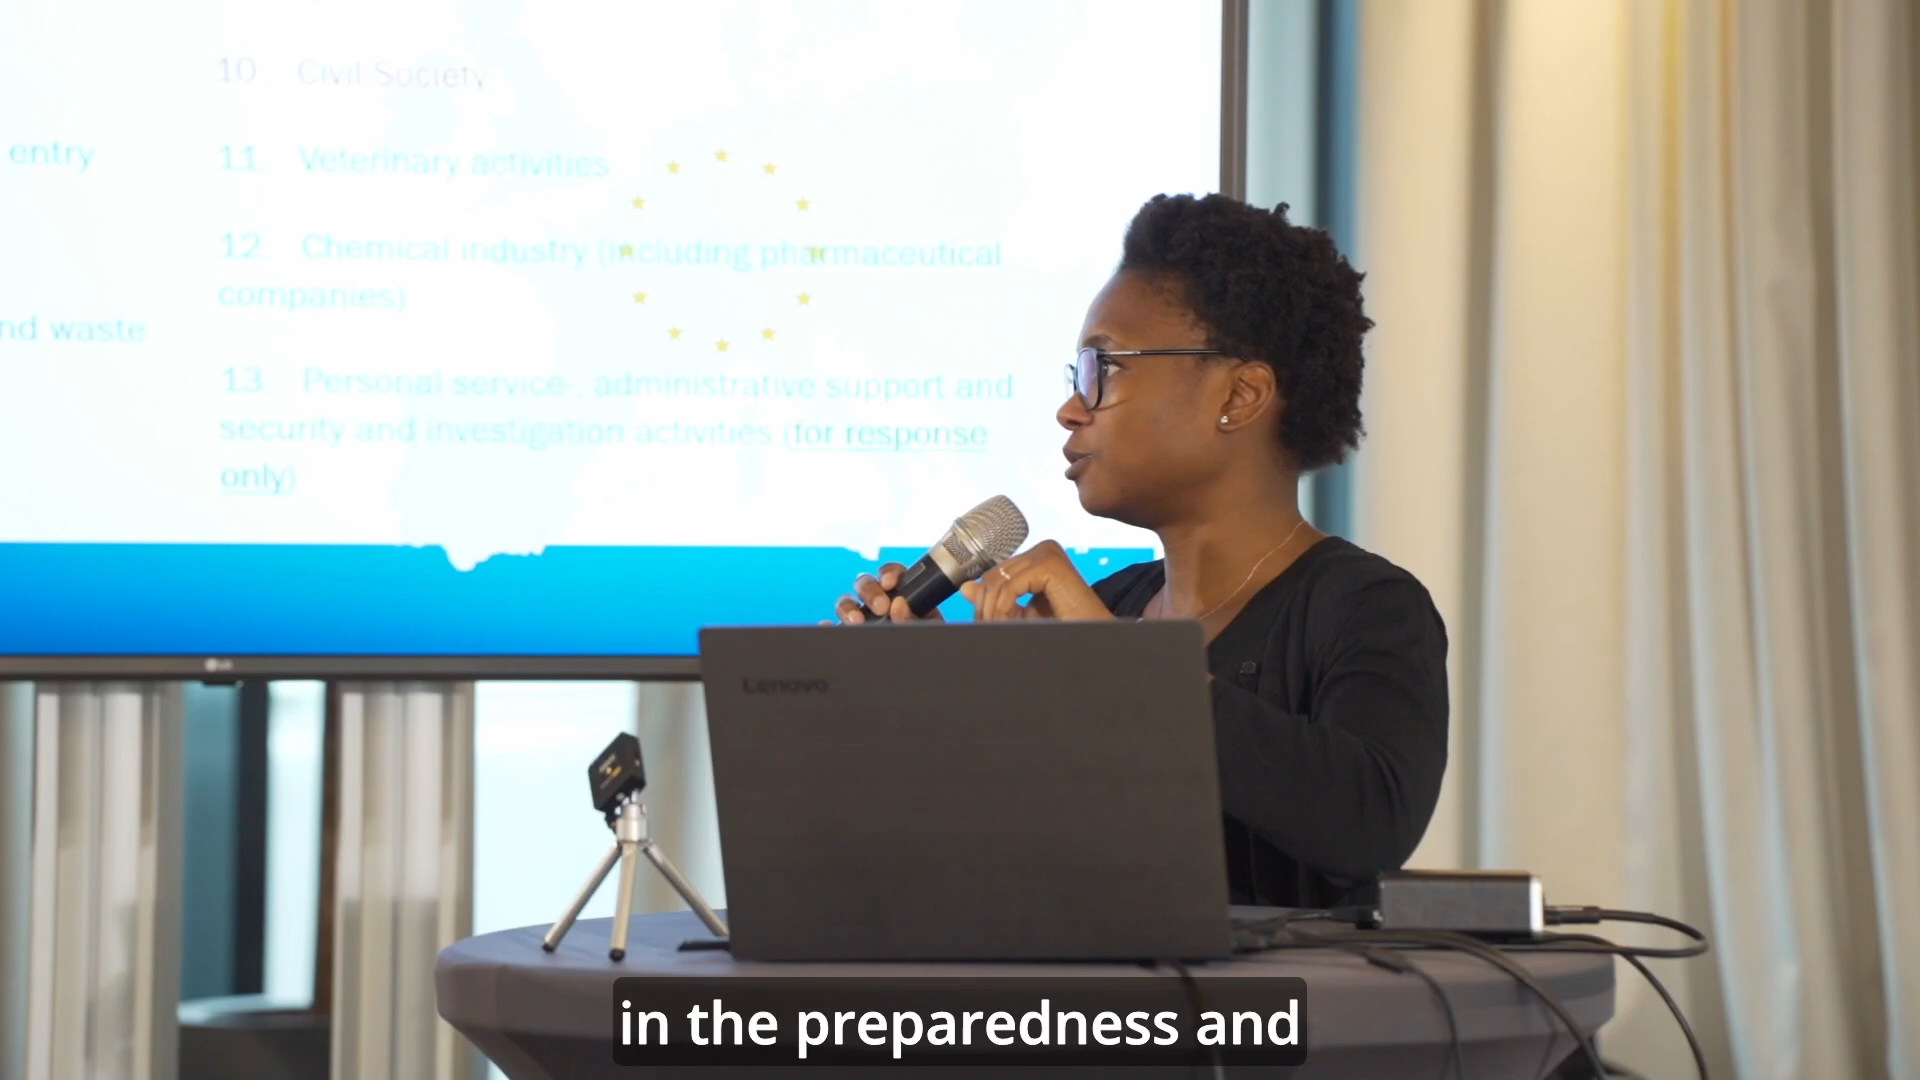 entry
nd waste
10 Civil Society
11. Veterinary activities
12. Chemical industry (including pharmaceutical
companies)
13. Personal service-, administrative support and
security and investigation activities (for response
only)
LG
Lenovo
in the preparedness and